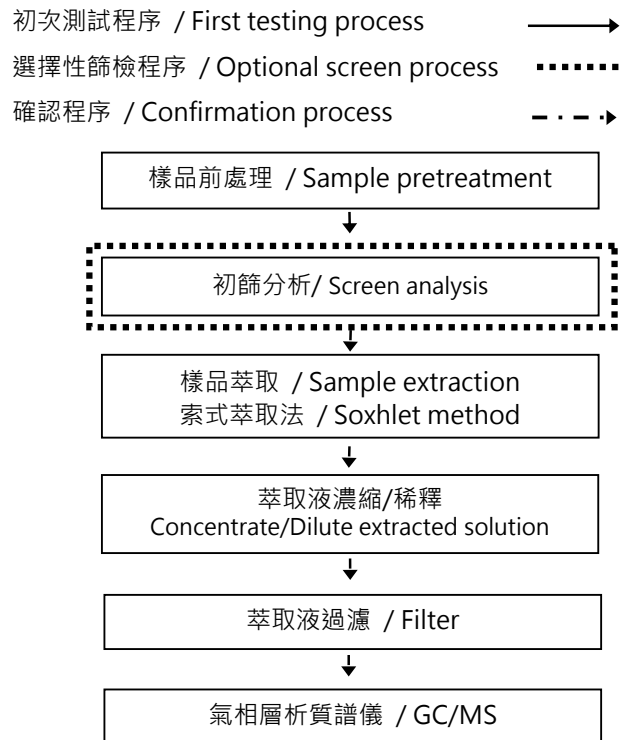 初次測試程序 / First testing process
選擇性篩檢程序 / Optional screen process
確認程序 / Confirmation process
樣品前處理 / Sample pretreatment
初篩分析/ Screen analysis
樣品萃取 / Sample extraction
索式萃取法 / Soxhlet method
萃取液濃縮/稀釋
Concentrate/Dilute extracted solution
萃取液過濾 / Filter
氣相層析質譜儀 / GC/MS